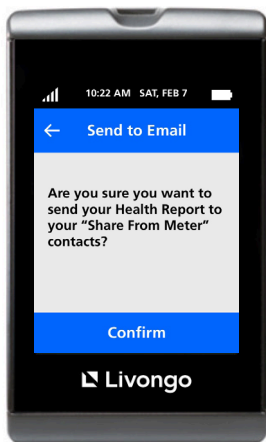 10:22 AM SAT, FEB 7
Send to Email
Are you sure you want to
send your Health Report to
your “Share From Meter”
contacts?
Confirm
Livongo